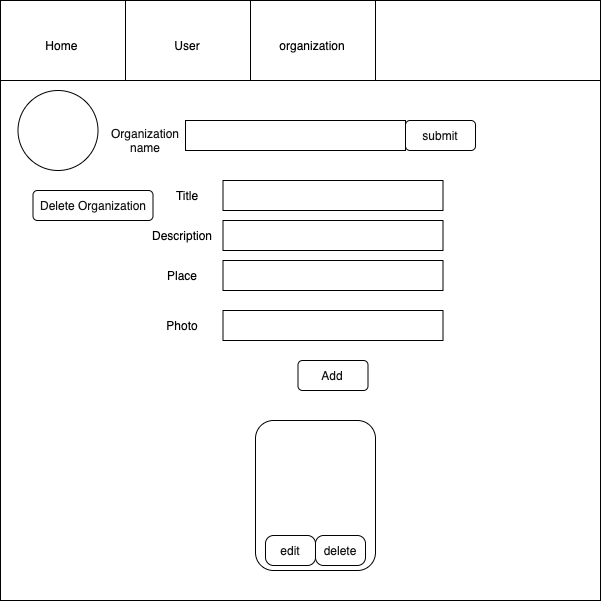 Home
User
organization
Organization
name
submit
Delete Organization
Title
Description
Place
Photo
Add
edit
delete